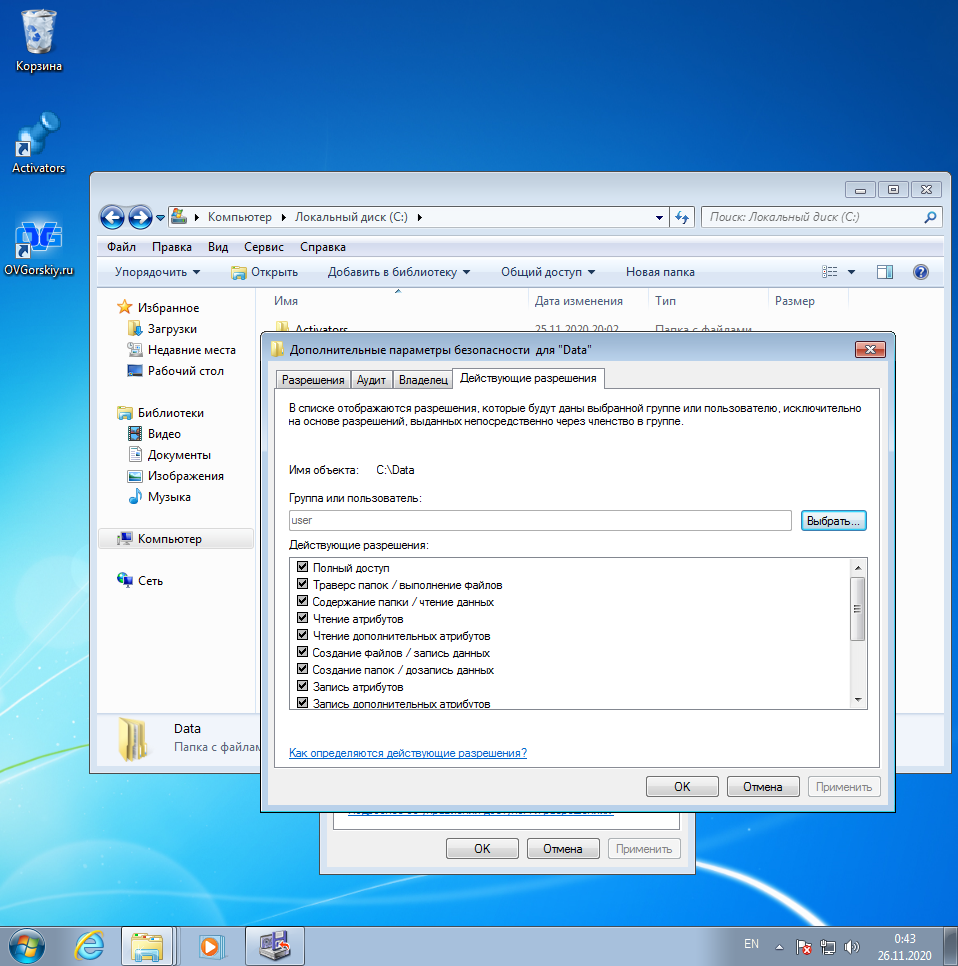 Корзина
Activators
OVGorskiy.ru
Компьютер
Локальный диск (C:)
Поиск: Локальный диск (C:)
Файл Правка Вид Сервис Справка
Упорядочить Открыть Добавить в библиотеку Общий доступ Новая папка
Имя Дата изменения Тип Размер
Activators 25.11.2020 20:02 Папка с файлами
Избранное
Загрузки
Недавние места
Рабочий стол
Библиотеки
Видео
Документы
Изображения
Музыка
Компьютер
Сеть
Data
Папка с файлам
Дополнительные параметры безопасности для "Data"
Разрешения Аудит Владелец Действующие разрешения
В списке отображаются разрешения, которые будут даны выбранной группе или пользователю, исключительно
на основе разрешений, выданных непосредственно через членство в группе.
Имя объекта: C:\Data
Группа или пользователь:
user
Выбрать...
Действующие разрешения:
Полный доступ
Траверс папок / выполнение файлов
Содержание папки / чтение данных
Чтение атрибутов
Чтение дополнительных атрибутов
Создание файлов / запись данных
Создание папок / дозапись данных
Запись атрибутов
Запись дополнительных атрибутов
Как определяются действующие разрешения?
OK Отмена Применить
OK Отмена Применить
EN
0:43
26.11.2020